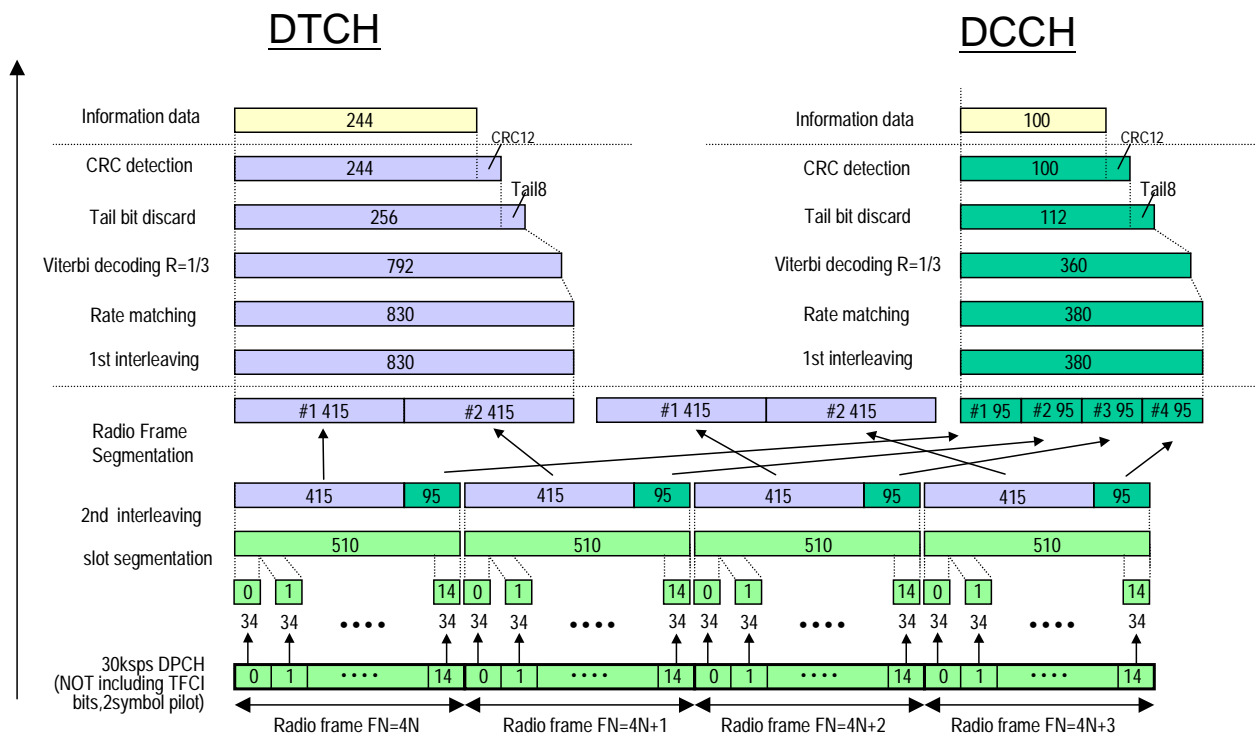 DTCH DCCH
Information data 244 Information data 100
CRC12 CRC12
CRC detection 244 CRC detection 100
Tail8 Tail8
Tail bit discard 256 Tail bit discard 112
Viterbi decoding R=1/3 792 Viterbi decoding R=1/3 360
Rate matching 830 Rate matching 380
1st interleaving 830 1st interleaving 380
#1 415 #2 415 #1 415 #2 415 #1 95 #2 95 #3 95 #4 95
Radio Frame
Segmentation
415 95 415 95 415 95 415 95
2nd interleaving
slot segmentation 510 510 510 510
0 1 14 0 1 14 0 1 14 0 1 14
34 34 •••• 34 34 34 •••• 34 34 34 •••• 34 34 34 •••• 34
30ksps DPCH
(NOT including TFCI
bits,2symbol pilot)
0 1 •••• 14 0 1 •••• 14 0 1 •••• 14 0 1 •••• 14
Radio frame FN=4N Radio frame FN=4N+1 Radio frame FN=4N+2 Radio frame FN=4N+3